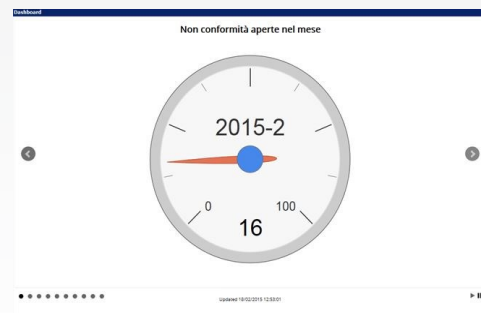 Dashboard
Non conformità aperte nel mese
2015-2
0
100
16
Updated 18/02/2015 12:53:01